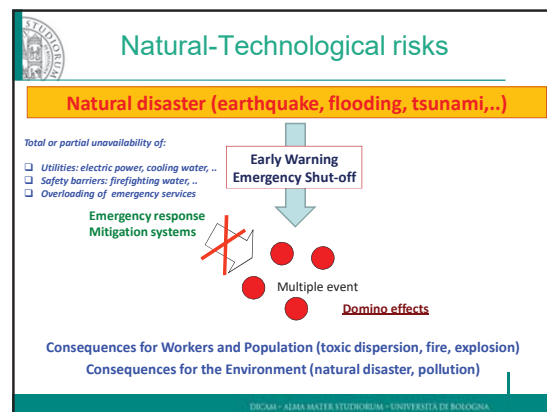 STUDIORUM
Natural-Technological risks
Natural disaster (earthquake, flooding, tsunami,..)
Total or partial unavailability of:
Utilities: electric power, cooling water, ..
Safety barriers: firefighting water, ..
Overloading of emergency services
Early Warning
Emergency Shut-off
Emergency response
Mitigation systems
Multiple event
Domino effects
Consequences for Workers and Population (toxic dispersion, fire, explosion)
Consequences for the Environment (natural disaster, pollution)
DICAM - ALMA MATER STUDIORUM - UNIVERSITÀ DI BOLOGNA